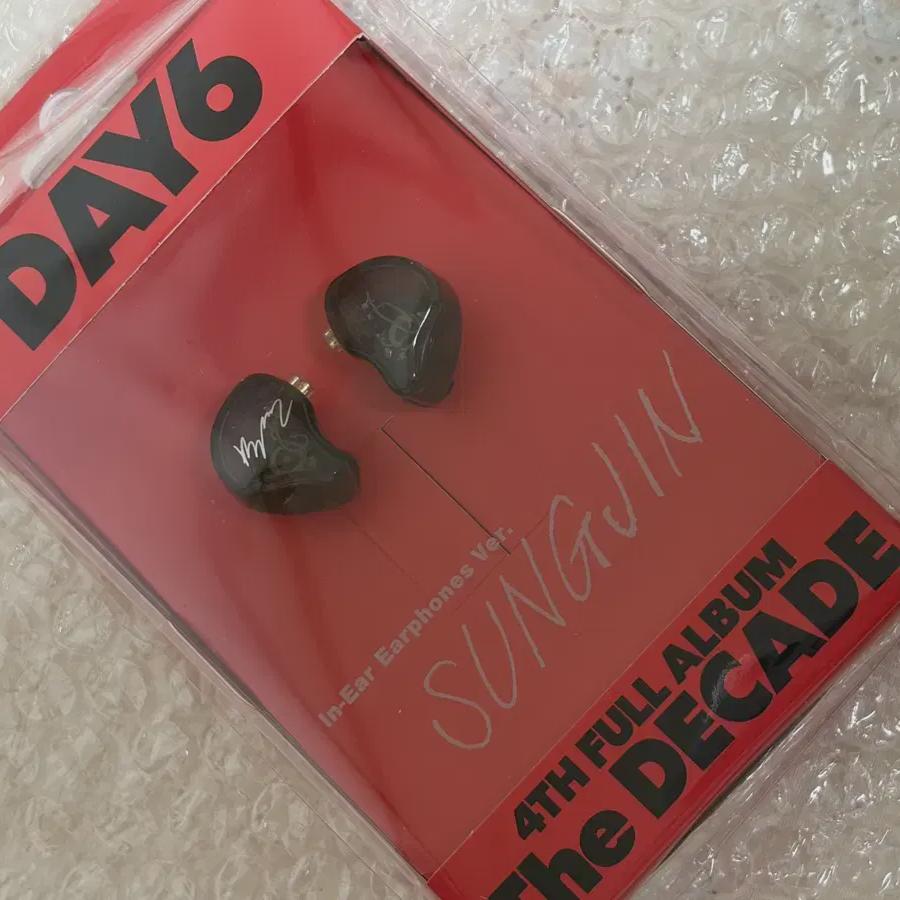 DAY6
In-Ear Earphones Ver.
SUNGJIN
4TH FULL ALBUM
The DECADE